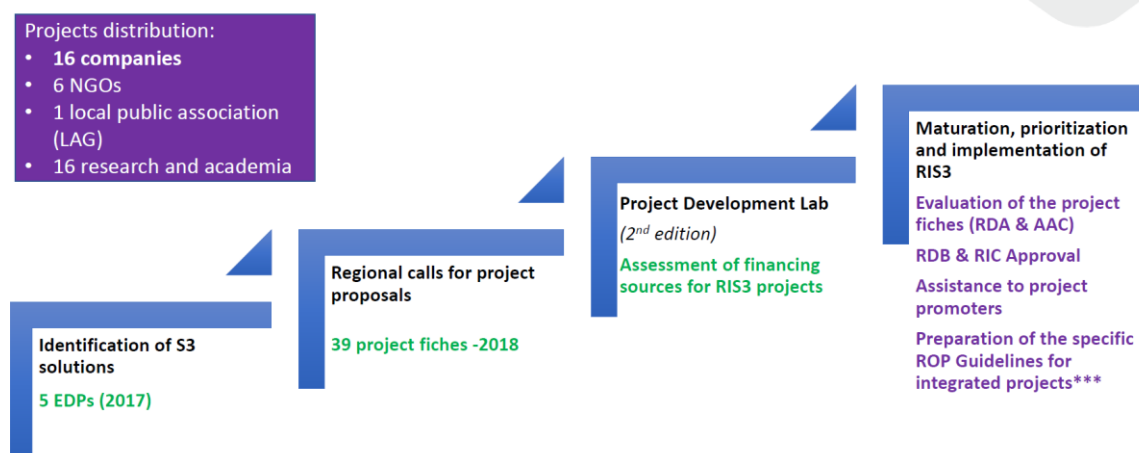 Projects distribution:
• 16 companies
• 6 NGOs
• 1 local public association
(LAG)
• 16 research and academia
Identification of S3
solutions
5 EDPs (2017)
Regional calls for project
proposals
39 project fiches -2018
Project Development Lab
(2nd edition)
Assessment of financing
sources for RIS3 projects
Maturation, prioritization
and implementation of
RIS3
Evaluation of the project
fiches (RDA & AAC)
RDB & RIC Approval
Assistance to project
promoters
Preparation of the specific
ROP Guidelines for
integrated projects***